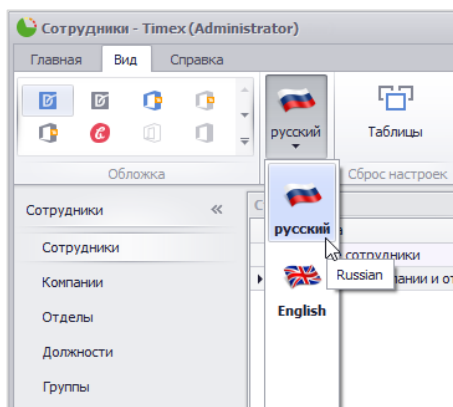 Сотрудники - Timex (Administrator)
Главная Вид Справка
русский
Таблицы
Обложка
Сброс настроек
Сотрудники «
С
русский
Сотрудники
сотрудники
Russian
Компании
English
Отделы
Должности
Группы